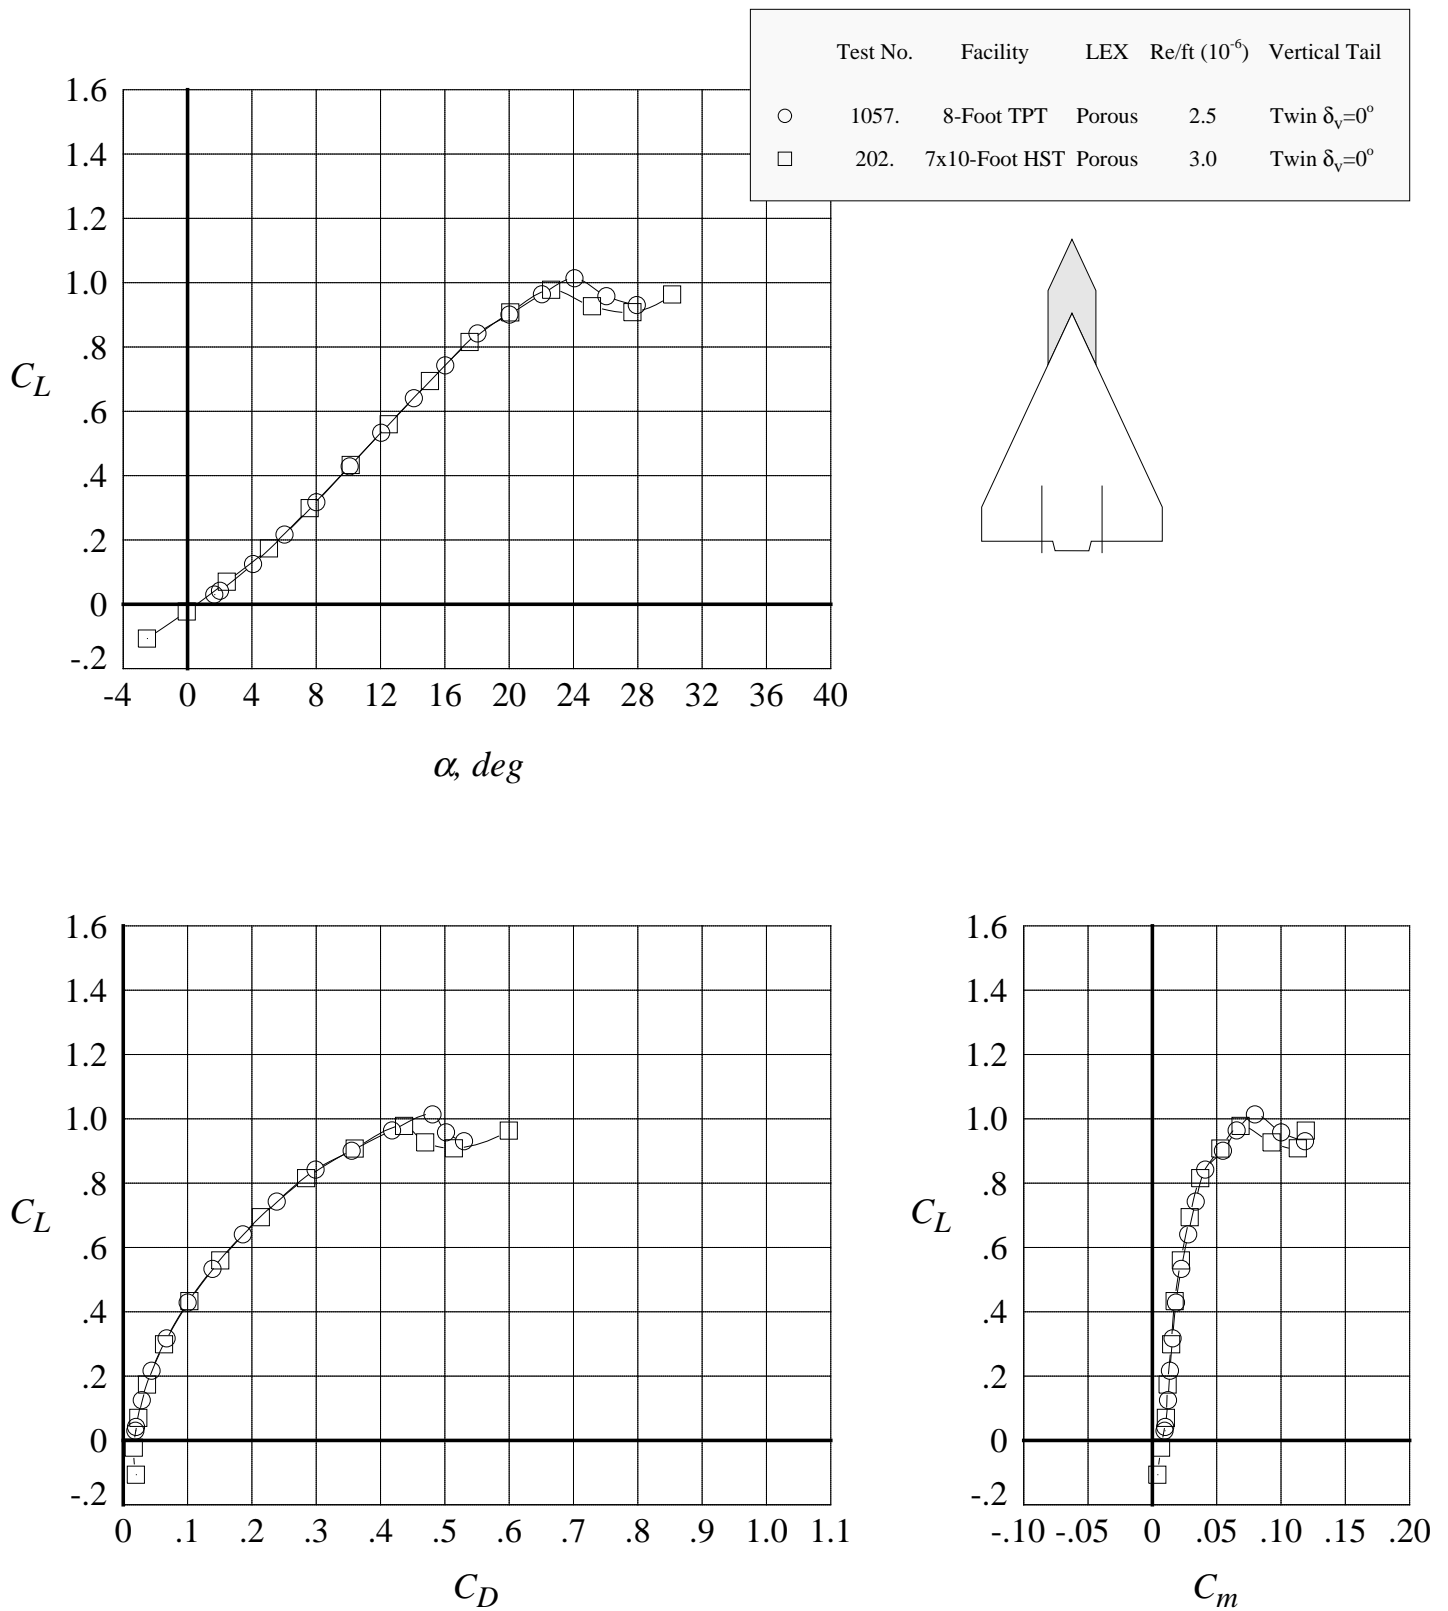 Test No. Facility LEX Re/ft (10-6) Vertical Tail
1057. 8-Foot TPT Porous 2.5 Twin δv=0o
202. 7x10-Foot HST Porous 3.0 Twin δv=0o
1.6
1.4
1.2
1.0
.8
.6
.4
.2
0
-.2
CL
-4 0 4 8 12 16 20 24 28 32 36 40
α, deg
1.6
1.4
1.2
1.0
.8
.6
.4
.2
0
-.2
CL
0 .1 .2 .3 .4 .5 .6 .7 .8 .9 1.0 1.1
CD
1.6
1.4
1.2
1.0
.8
.6
.4
.2
0
-.2
CL
-.10 -.05 0 .05 .10 .15 .20
Cm